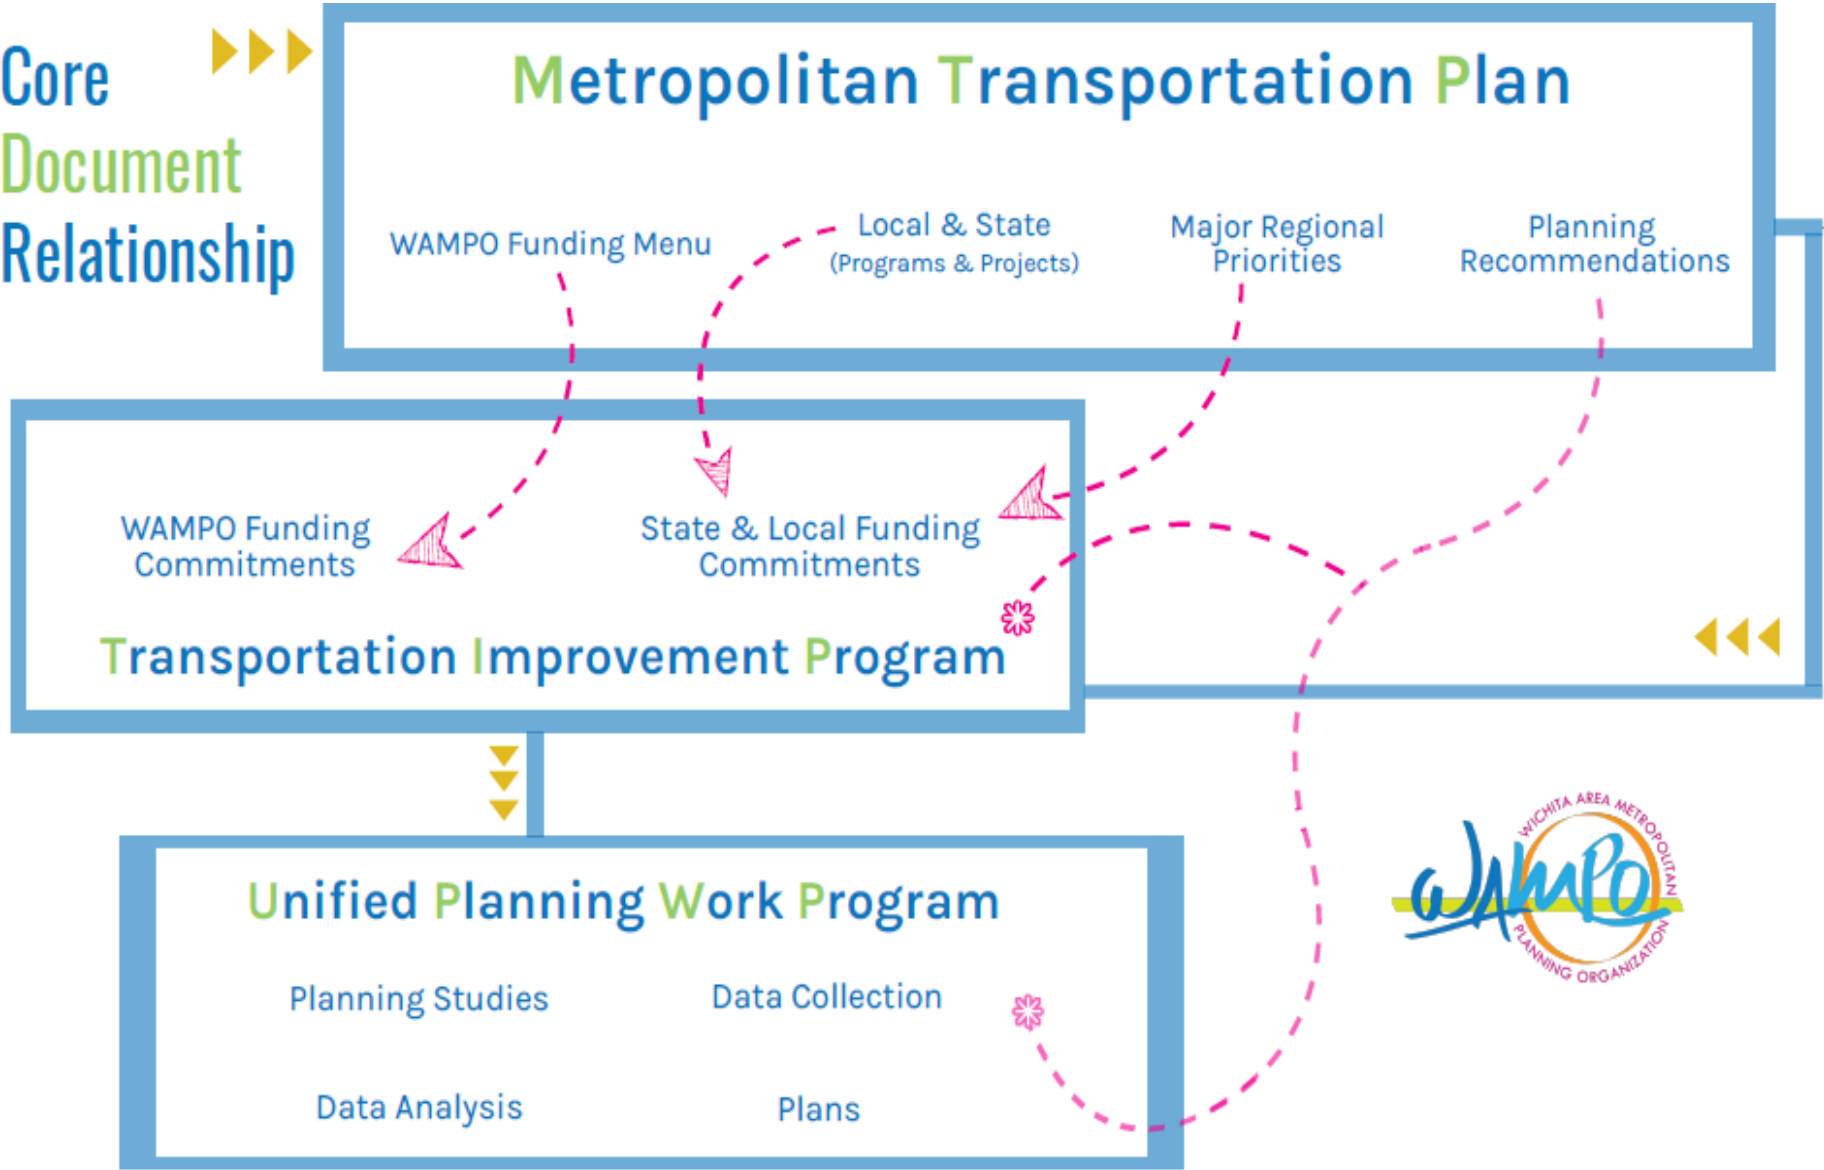 Core
Document
Relationship
Metropolitan Transportation Plan
WAMPO Funding Menu
Local & State
(Programs & Projects)
Major Regional
Priorities
Planning
Recommendations
WAMPO Funding
Commitments
State & Local Funding
Commitments
Transportation Improvement Program
Unified Planning Work Program
Planning Studies
Data Collection
Data Analysis
Plans
WICHITA AREA METROPOLITAN
WAMPO
PLANNING ORGANIZATION